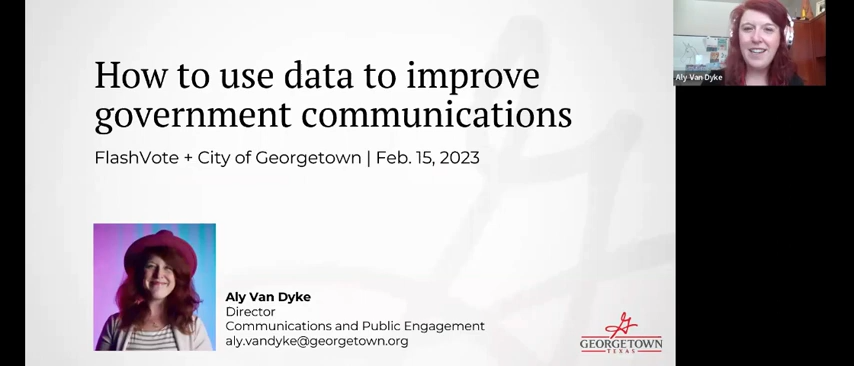 How to use data to improve
government communications
FlashVote + City of Georgetown | Feb. 15, 2023
Aly Van Dyke
Director
Communications and Public Engagement
aly.vandyke@georgetown.org
GEORGETOWN
TEXAS
Aly Van Dyke